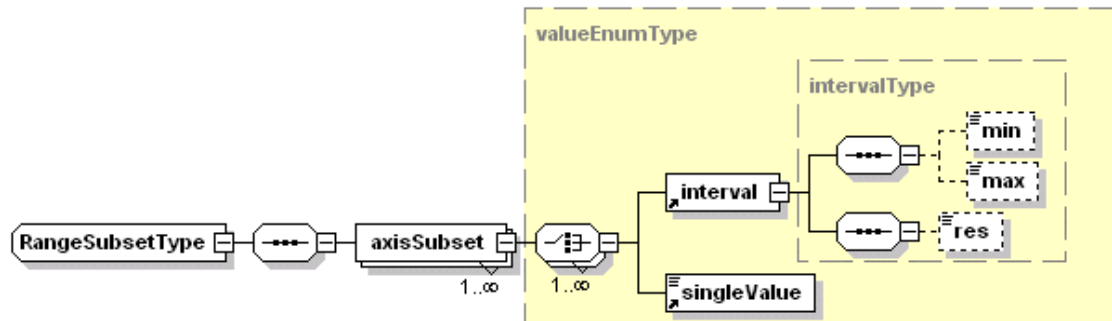 valueEnumType
intervalType
min
max
interval
RangeSubsetType
axisSubset
res
1..∞
1..∞
singleValue